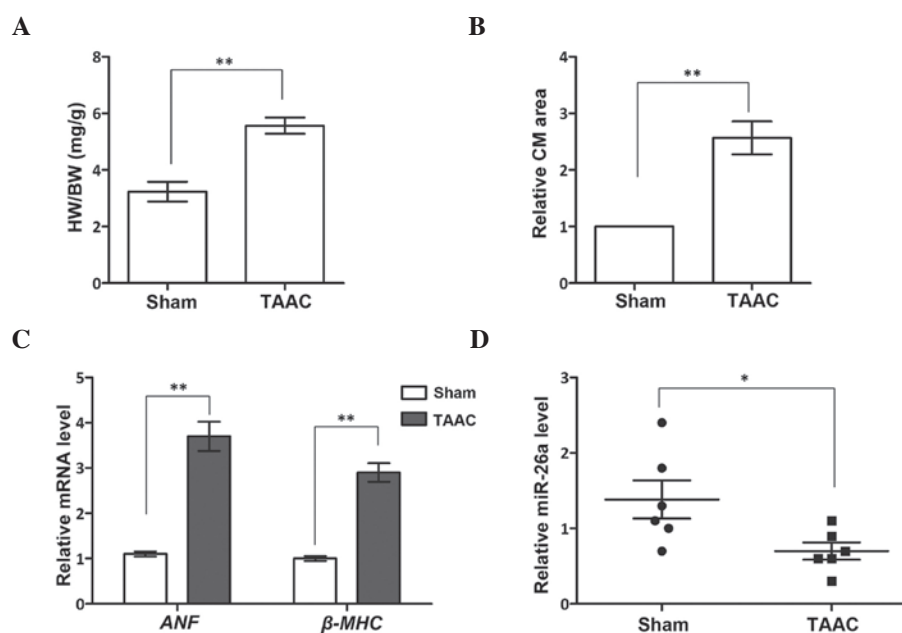 A
HW/BW (mg/g)
8
6
4
2
0
**
Sham
TAAC
B
Relative CM area
4
3
2
1
0
**
Sham
TAAC
C
Relative mRNA level
5
4
3
2
1
0
**
**
Sham
TAAC
ANF
β-MHC
D
Relative miR-26a level
3
2
1
0
*
Sham
TAAC